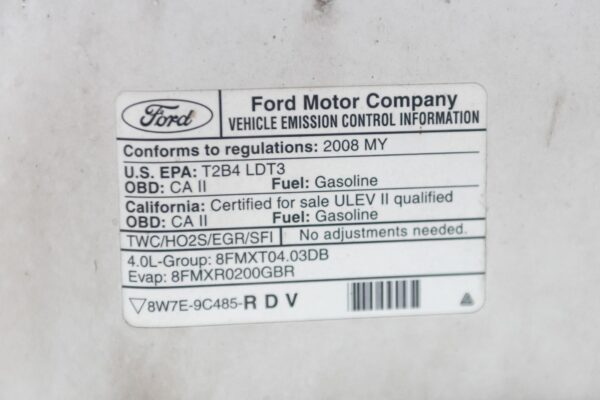 Ford
Ford Motor Company
VEHICLE EMISSION CONTROL INFORMATION
Conforms to regulations: 2008 MY
U.S. EPA: T2B4 LDT3
OBD: CA II Fuel: Gasoline
California: Certified for sale ULEV II qualified
OBD: CA II Fuel: Gasoline
TWC/HO2S/EGR/SFI No adjustments needed.
4.0L-Group: 8FMXT04.03DB
Evap: 8FMXR0200GBR
8W7E-9C485-R D V